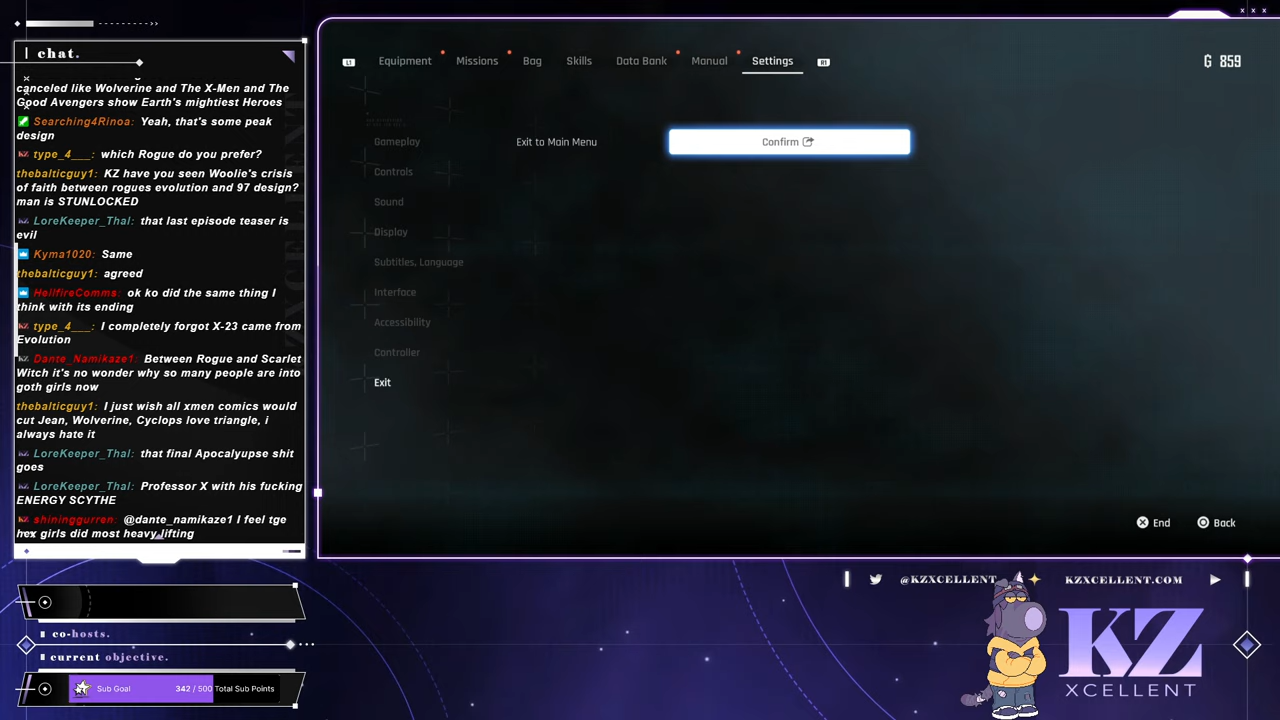 chat.
canceled like Wolverine and The X-Men and The
Good Avengers show Earth's mightiest Heroes
Searching4Rinoa: Yeah, that's some peak
design
type_4___: which Rogue do you prefer?
thebalticguy1: KZ have you seen Woolie's crisis
of faith between rogues evolution and 97 design?
man is STUNLOCKED
LoreKeeper_Thal: that last episode teaser is
evil
Kyma1020: Same
thebalticguy1: agreed
HellfireComms: ok ko did the same thing I
think with its ending
type_4___: I completely forgot X-23 came from
Evolution
Dante_Namikaze1: Between Rogue and Scarlet
Witch it's no wonder why so many people are into
goth girls now
thebalticguy1: I just wish all xmen comics would
cut Jean, Wolverine, Cyclops love triangle, i
always hate it
LoreKeeper_Thal: that final Apocalyupse shit
goes
LoreKeeper_Thal: Professor X with his fucking
ENERGY SCYTHE
shininggurren: @dante_namikaze1 I feel tge
hex girls did most heavy lifting
co-hosts.
current objective.
Sub Goal 342 / 500 Total Sub Points
L1 Equipment Missions Bag Skills Data Bank Manual Settings R1
G 859
Gameplay
Controls
Sound
Display
Subtitles, Language
Interface
Accessibility
Controller
Exit
Exit to Main Menu Confirm
End Back
@KZXCELLENT KZXCELLENT.COM
KZ
XCELLENT